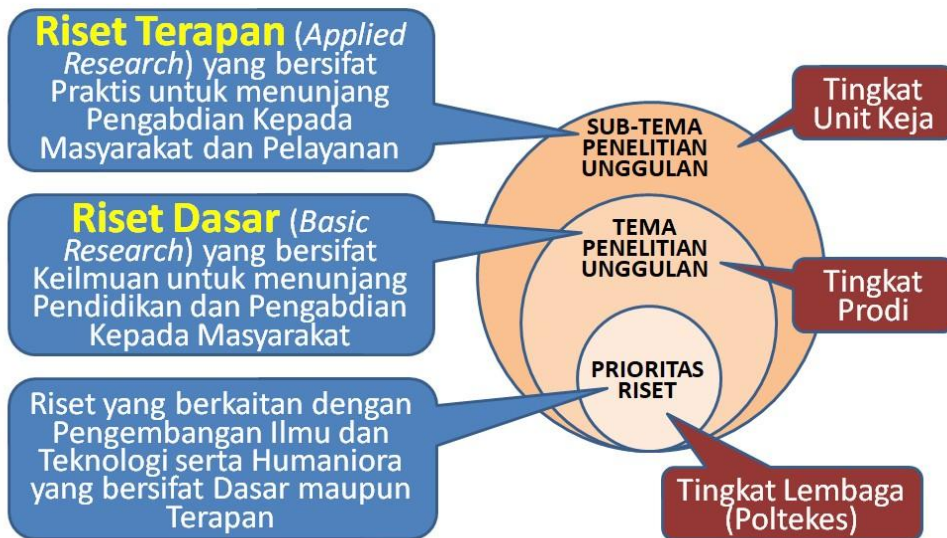 Riset Terapan (Applied
Research) yang bersifat
Praktis untuk menunjang
Pengabdian Kepada
Masyarakat dan Pelayanan
Riset Dasar (Basic
Research) yang bersifat
Keilmuan untuk menunjang
Pendidikan dan Pengabdian
Kepada Masyarakat
Riset yang berkaitan dengan
Pengembangan Ilmu dan
Teknologi serta Humaniora
yang bersifat Dasar maupun
Terapan
SUB-TEMA
PENELITIAN
UNGGULAN
TEMA
PENELITIAN
UNGGULAN
PRIORITAS
RISET
Tingkat
Unit Keja
Tingkat
Prodi
Tingkat Lembaga
(Poltekes)